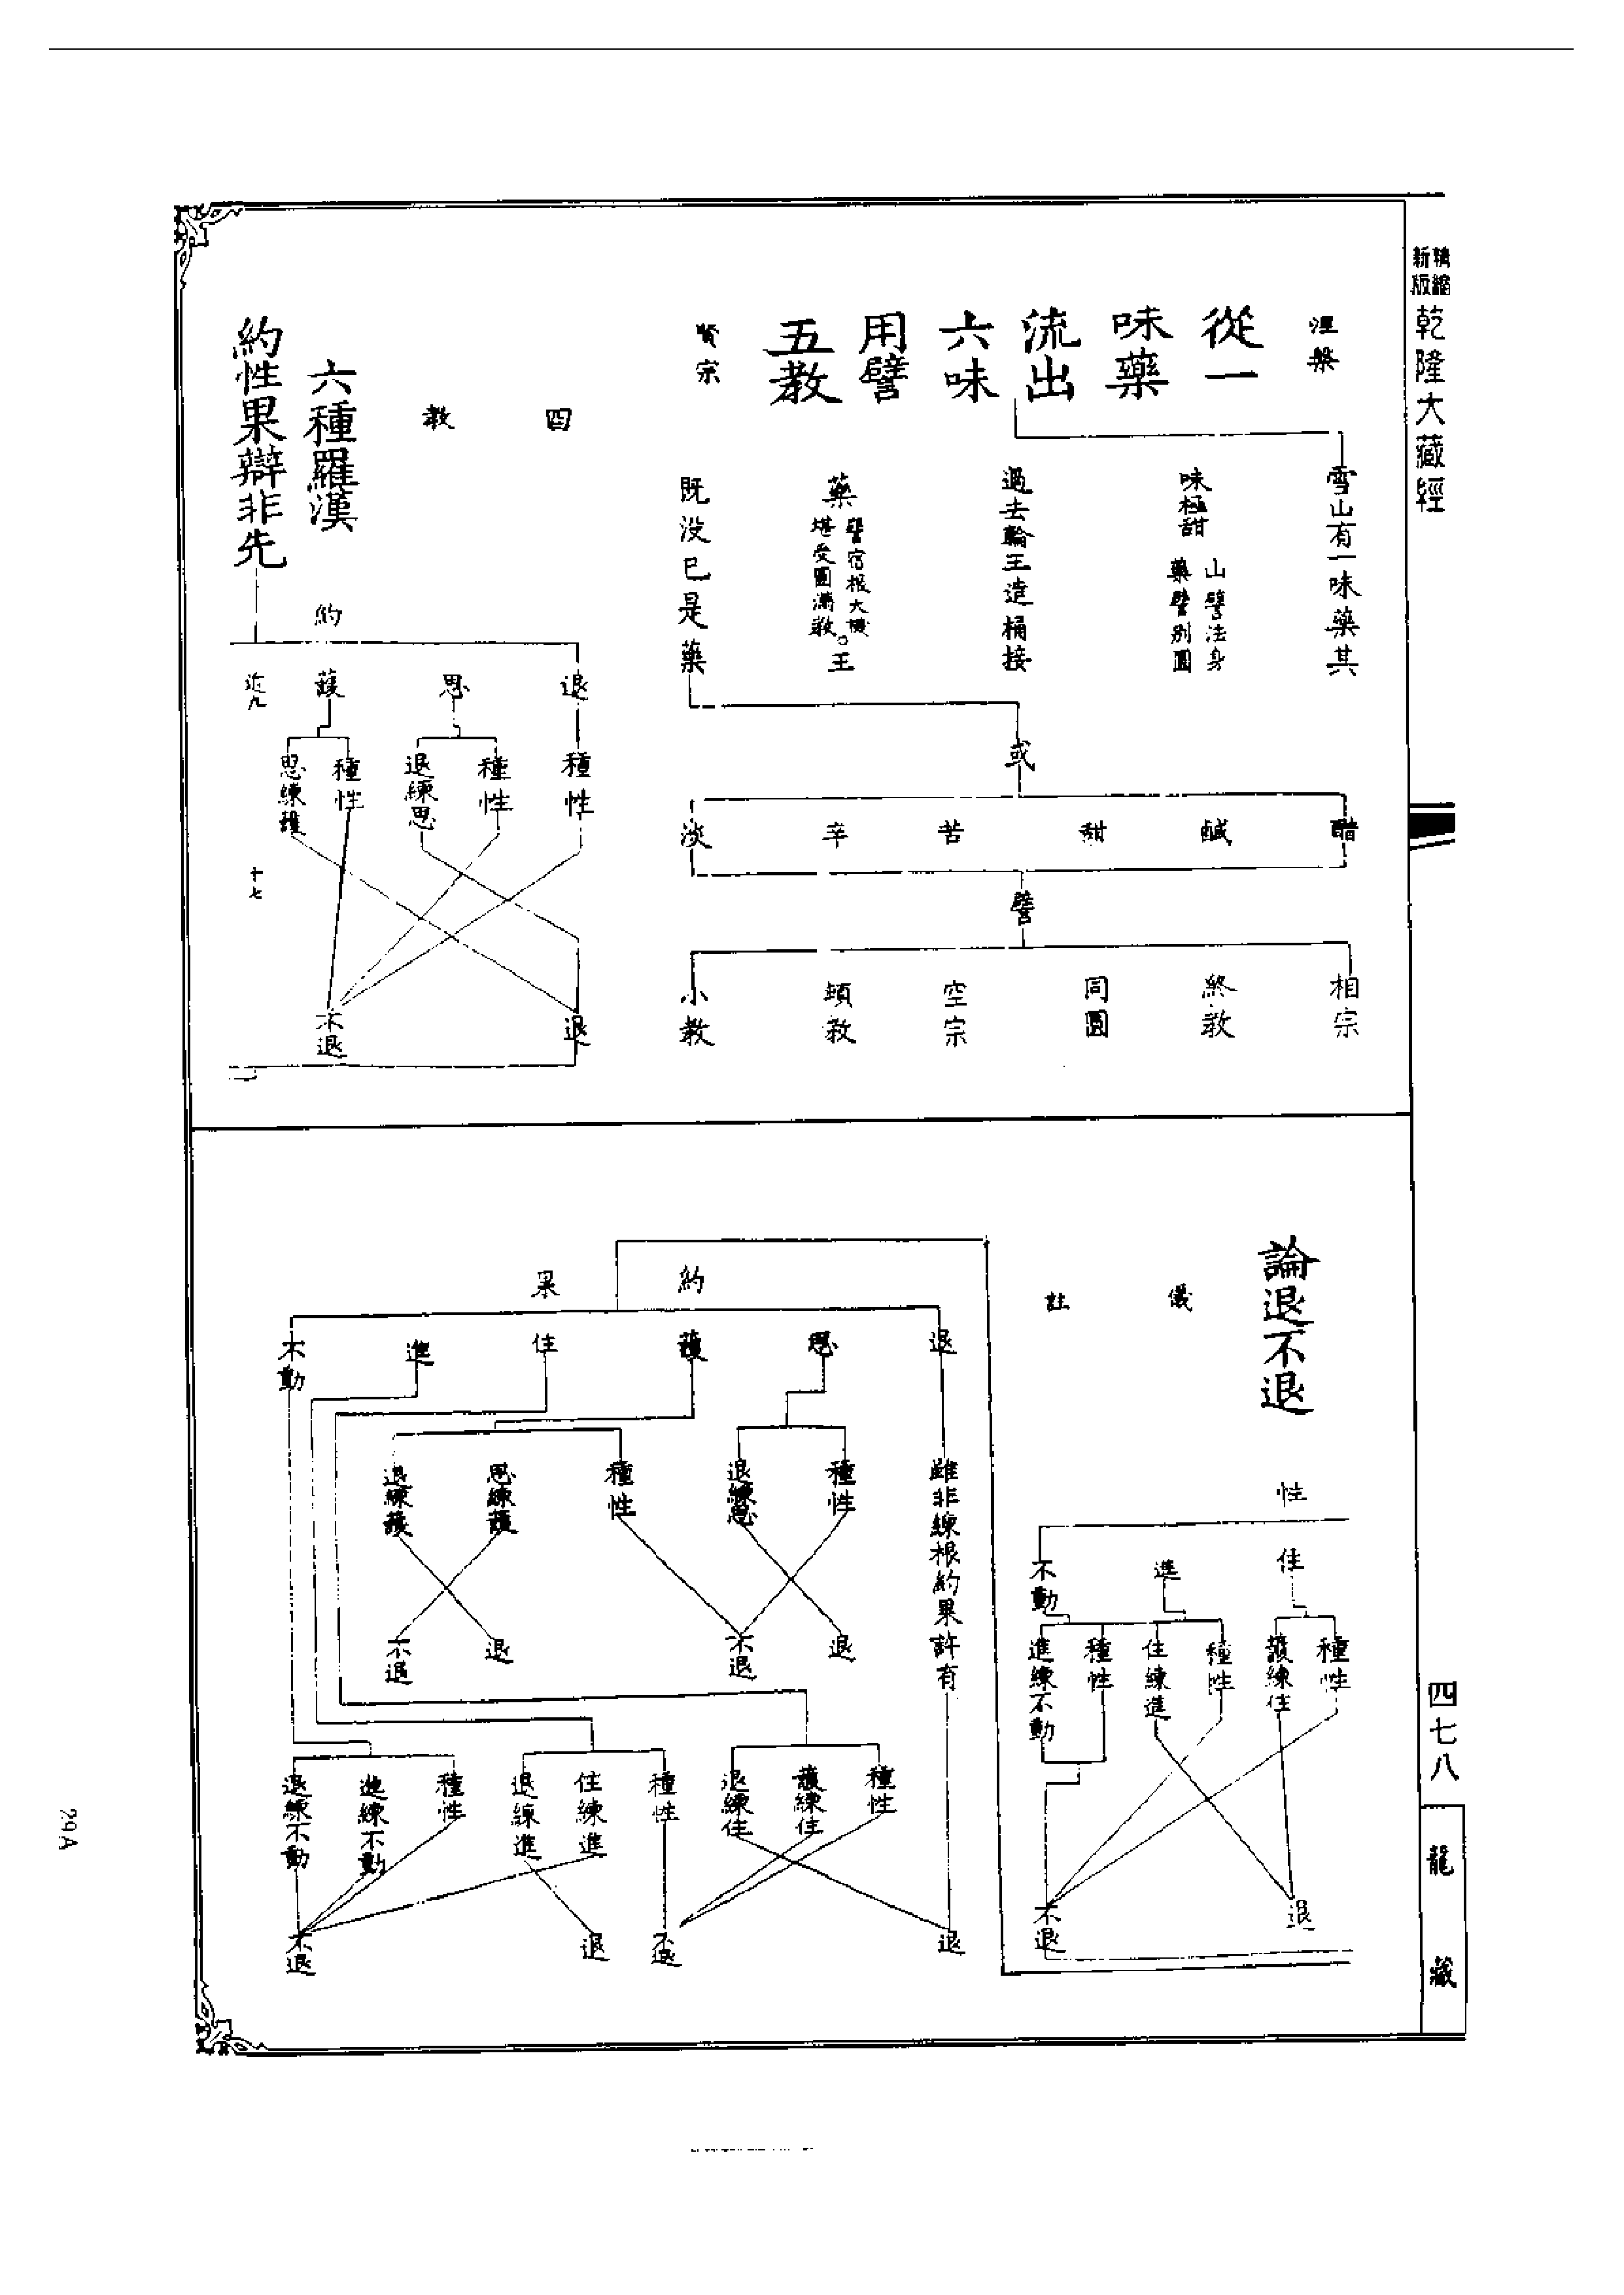 精縮
新版
乾隆大藏經
四七八
龍藏
涅槃
從一
味藥
流出
六味
用譬
五教
賢宗
雪山有一味藥其
味極甜
山譬法身
藥譬別圓
過去輪王造桶接
藥
譬宿根大機
堪受圓滿教。王
既没已是藥
或
醋
鹹
甜
苦
辛
淡
譬
相宗
終教
同圓
空宗
頓教
小教
四
教
六種羅漢
約性果辯非先
約
退
種性
思
種性
退練思
護
種性
思練護
退
不退
十七
論退不退
儀
註
性
住
種性
護練住
進
種性
住練進
不動
種性
進練不動
退
不退
約
果
退
雖非練根約果許有
思
種性
退練思
護
種性
思練護
退練護
退
不退
退
不退
住
進
不動
種性
護練住
退練住
種性
住練進
退練進
種性
進練不動
退練不動
退
不退
退
不退
29A